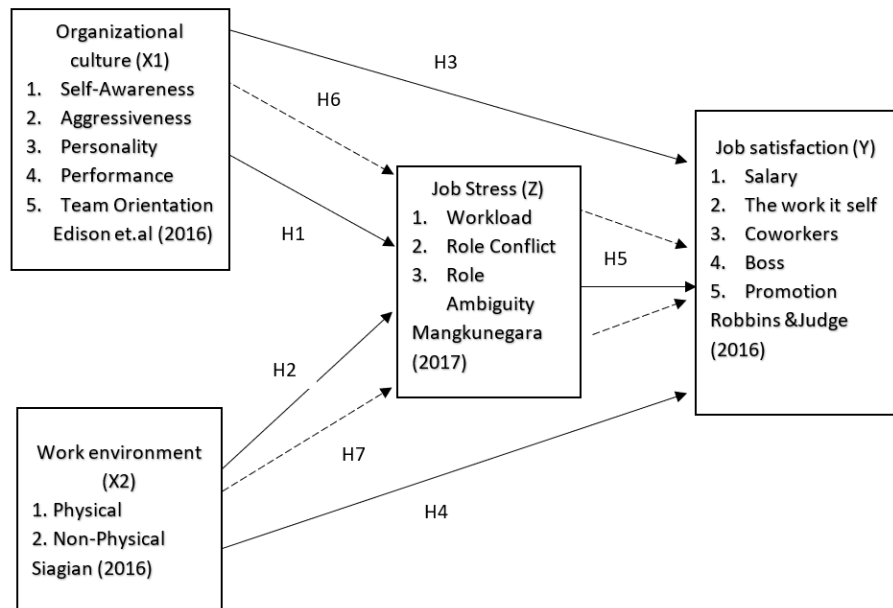 Organizational
culture (X1)
1. Self-Awareness
2. Aggressiveness
3. Personality
4. Performance
5. Team Orientation
Edison et.al (2016)
H3
H6
H1
Job Stress (Z)
1. Workload
2. Role Conflict
3. Role
Ambiguity
Mangkunegara
(2017)
H5
Job satisfaction (Y)
1. Salary
2. The work it self
3. Coworkers
4. Boss
5. Promotion
Robbins &Judge
(2016)
H2
H7
H4
Work environment
(X2)
1. Physical
2. Non-Physical
Siagian (2016)